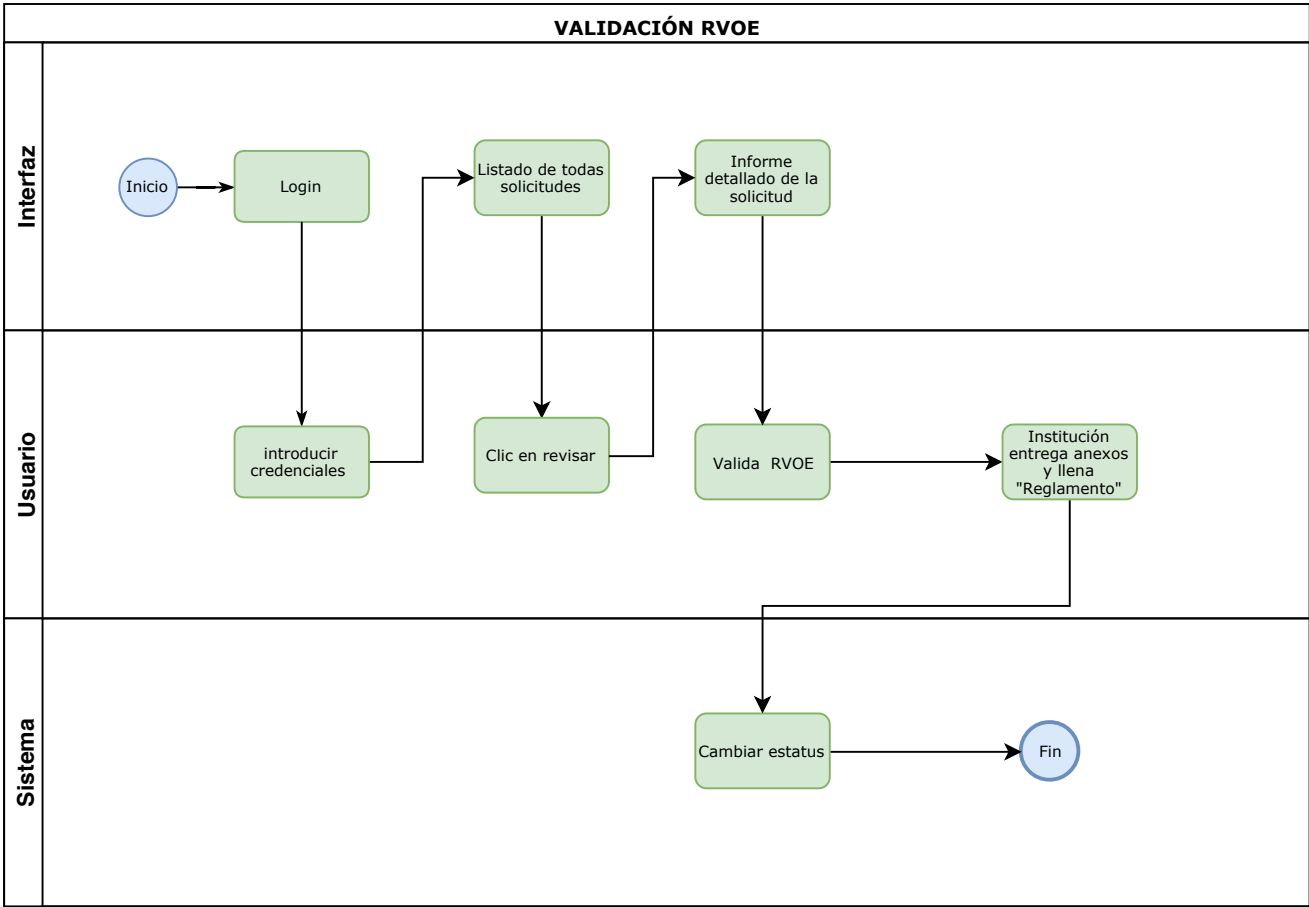 VALIDACIÓN RVOE
Interfaz
Inicio
Login
Listado de todas
solicitudes
Informe
detallado de la
solicitud
Usuario
introducir
credenciales
Clic en revisar
Valida RVOE
Institución
entrega anexos
y llena
"Reglamento"
Sistema
Cambiar estatus
Fin